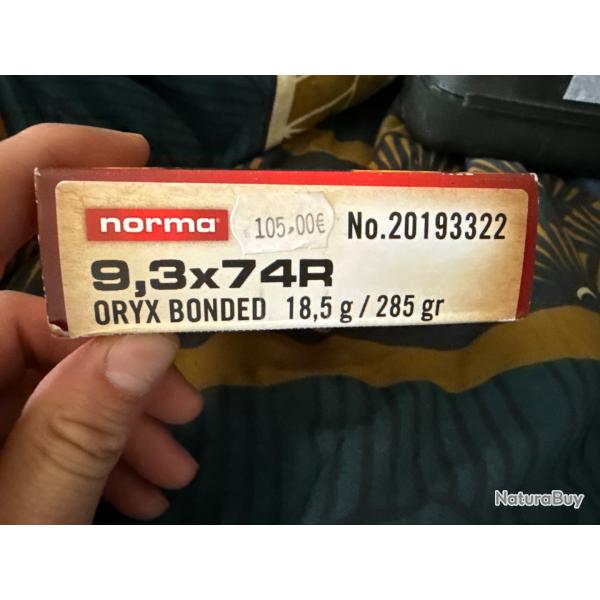 norma 105,00€ No.20193322
9,3x74R
ORYX BONDED 18,5 g / 285 gr
NaturaBuy